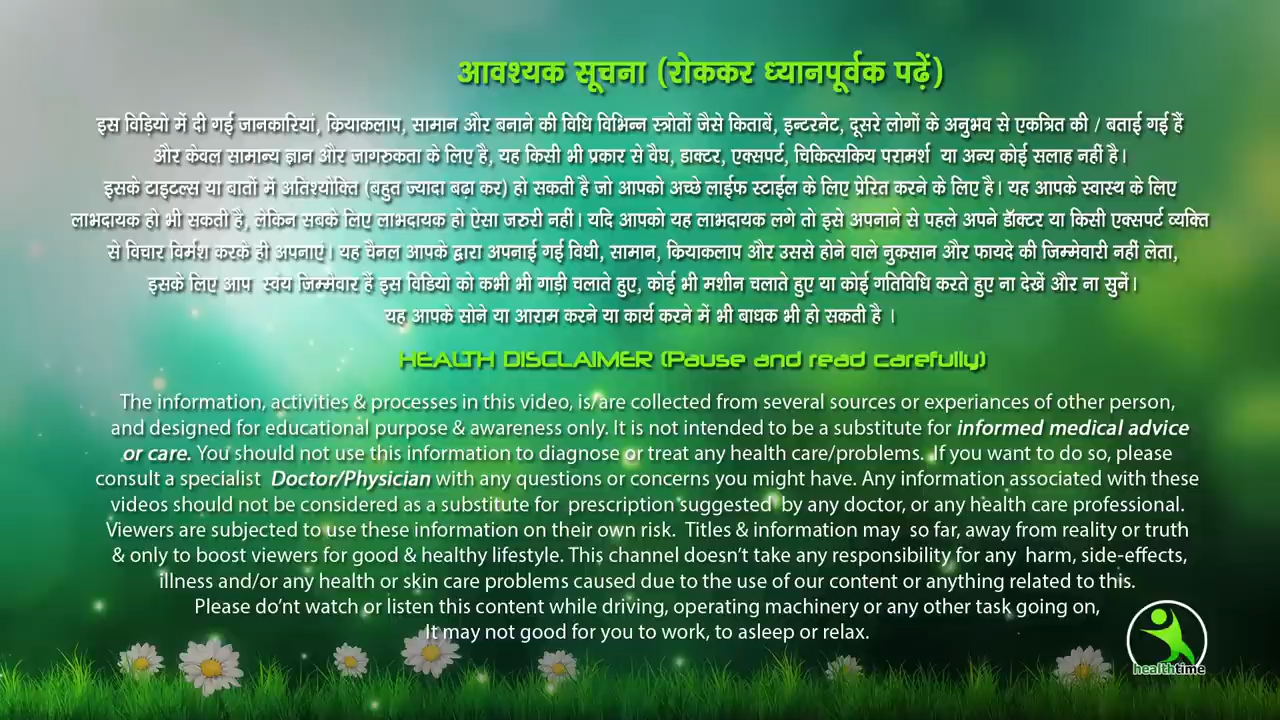 आवश्यक सूचना (रोककर ध्यानपूर्वक पढ़ें)
इस विड़ियो में दी गई जानकारियां, क्रियाकलाप, सामान और बनाने की विधि विभिन्न स्त्रोतों जैसे किताबें, इन्टरनेट, दूसरे लोगों के अनुभव से एकत्रित की / बताई गई हैं
और केवल सामान्य ज्ञान और जागरुकता के लिए है, यह किसी भी प्रकार से वैघ, डाक्टर, एक्सपर्ट, चिकित्सकिय परामर्श या अन्य कोई सलाह नहीं है।
इसके टाइटल्स या बातों में अतिश्योक्ति (बहुत ज्यादा बढ़ा कर) हो सकती है जो आपको अच्छे लाईफ स्टाईल के लिए प्रेरित करने के लिए है। यह आपके स्वास्थ के लिए
लाभदायक हो भी सकती है, लेकिन सबके लिए लाभदायक हो ऐसा जरुरी नहीं। यदि आपको यह लाभदायक लगे तो इसे अपनाने से पहले अपने डॉक्टर या किसी एक्सपर्ट व्यक्ति
से विचार विर्मश करके ही अपनाएं। यह चैनल आपके द्वारा अपनाई गई विधी, सामान, क्रियाकलाप और उससे होने वाले नुकसान और फायदे की जिम्मेवारी नहीं लेता,
इसके लिए आप स्वंय जिम्मेवार हैं इस विडियो को कभी भी गाड़ी चलाते हुए, कोई भी मशीन चलाते हुए या कोई गतिविधि करते हुए ना देखें और ना सुनें।
यह आपके सोने या आराम करने या कार्य करने में भी बाधक भी हो सकती है ।
HEALTH DISCLAIMER (Pause and read carefully)
The information, activities & processes in this video, is/are collected from several sources or experiances of other person,
and designed for educational purpose & awareness only. It is not intended to be a substitute for informed medical advice
or care. You should not use this information to diagnose or treat any health care/problems. If you want to do so, please
consult a specialist Doctor/Physician with any questions or concerns you might have. Any information associated with these
videos should not be considered as a substitute for prescription suggested by any doctor, or any health care professional.
Viewers are subjected to use these information on their own risk. Titles & information may so far, away from reality or truth
& only to boost viewers for good & healthy lifestyle. This channel doesn't take any responsibility for any harm, side-effects,
illness and/or any health or skin care problems caused due to the use of our content or anything related to this.
Please do'nt watch or listen this content while driving, operating machinery or any other task going on,
It may not good for you to work, to asleep or relax.
healthtime